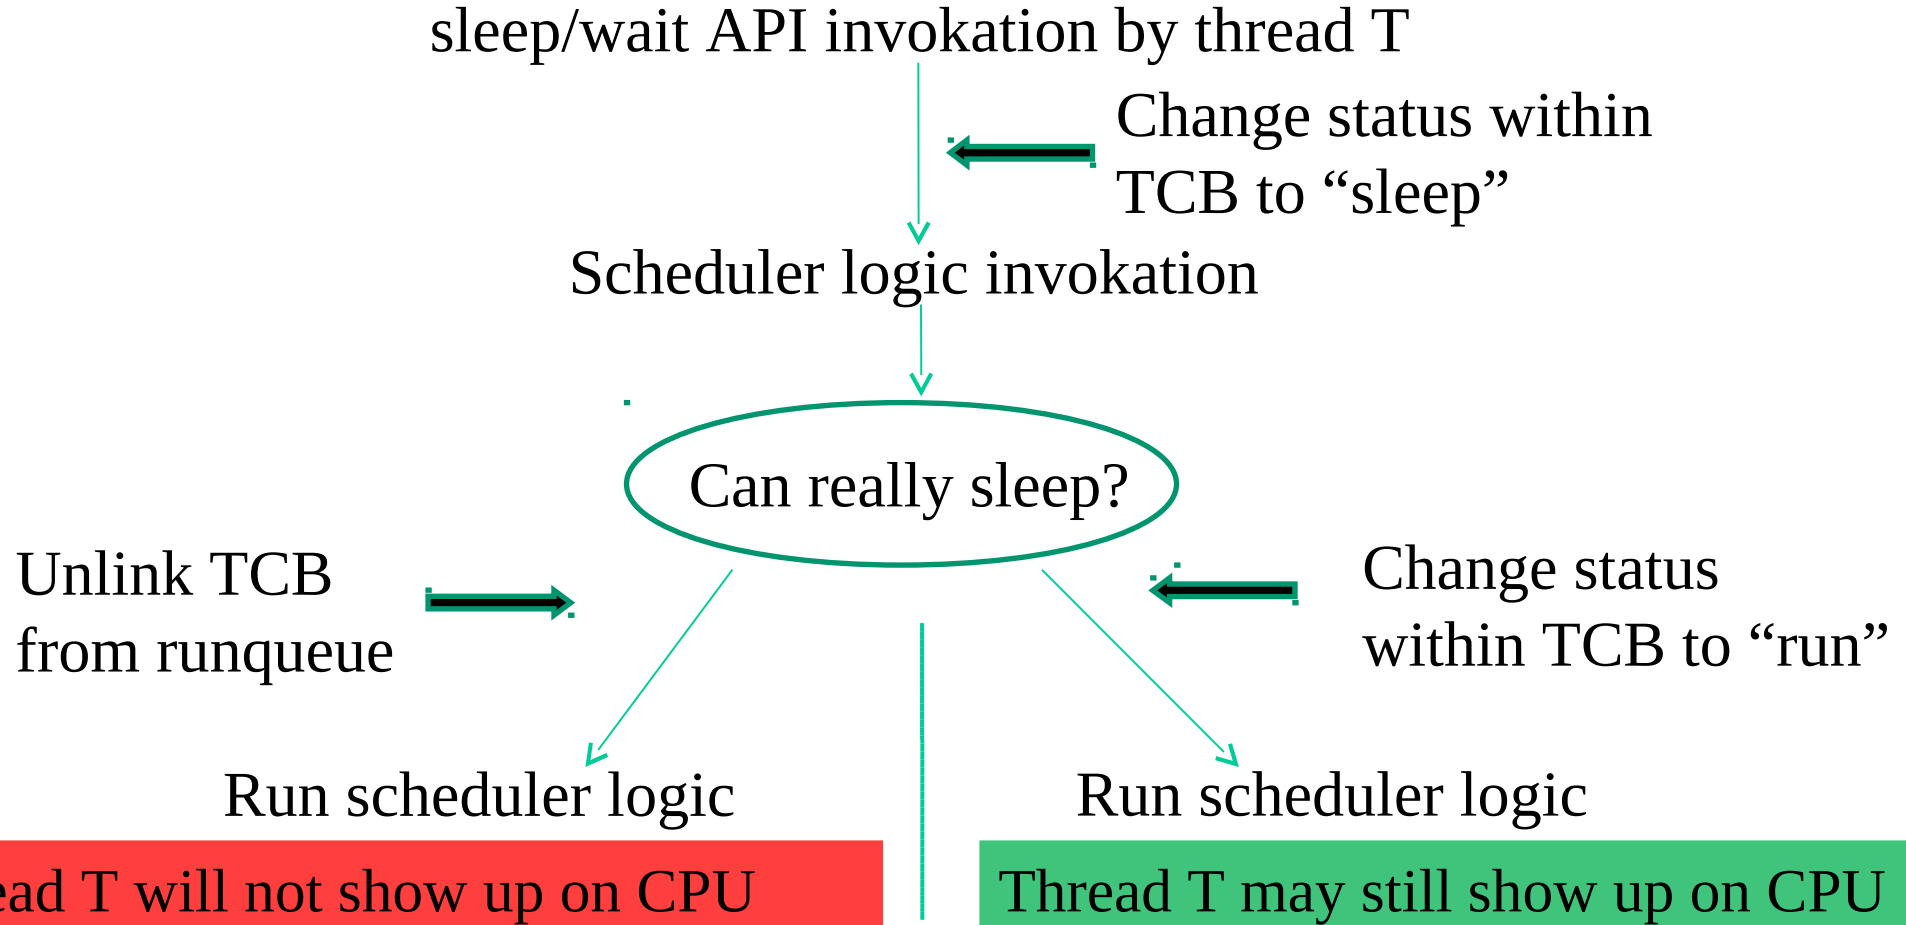 sleep/wait API invokation by thread T
Change status within
TCB to “sleep”
Scheduler logic invokation
Can really sleep?
Unlink TCB
from runqueue
Change status
within TCB to “run”
Run scheduler logic
Run scheduler logic
T will not show up on CPU
Thread T may still show up on CPU